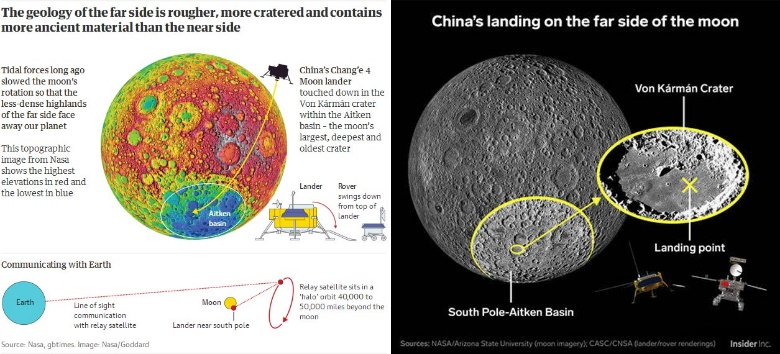 The geology of the far side is rougher, more cratered and contains
more ancient material than the near side
Tidal forces long ago
slowed the moon's
rotation so that the
less-dense highlands
of the far side face
away our planet
This topographic
image from Nasa
shows the highest
elevations in red and
the lowest in blue
China's Chang'e 4
Moon lander
touched down in the
Von Kármán crater
within the Aitken
basin – the moon's
largest, deepest and
oldest crater
Aitken
basin
Lander
Rover
swings down
from top of
lander
Communicating with Earth
Earth
Line of sight
communication
with relay satellite
Moon
Lander near south pole
Relay satellite sits in a
'halo' orbit 40,000 to
50,000 miles beyond the
moon
Source: Nasa, gbtimes. Image: Nasa/Goddard
China's landing on the far side of the moon
Von Kármán Crater
Landing point
South Pole-Aitken Basin
Sources: NASA/Arizona State University (moon imagery); CASC/CNSA (lander/rover renderings)
Insider Inc.